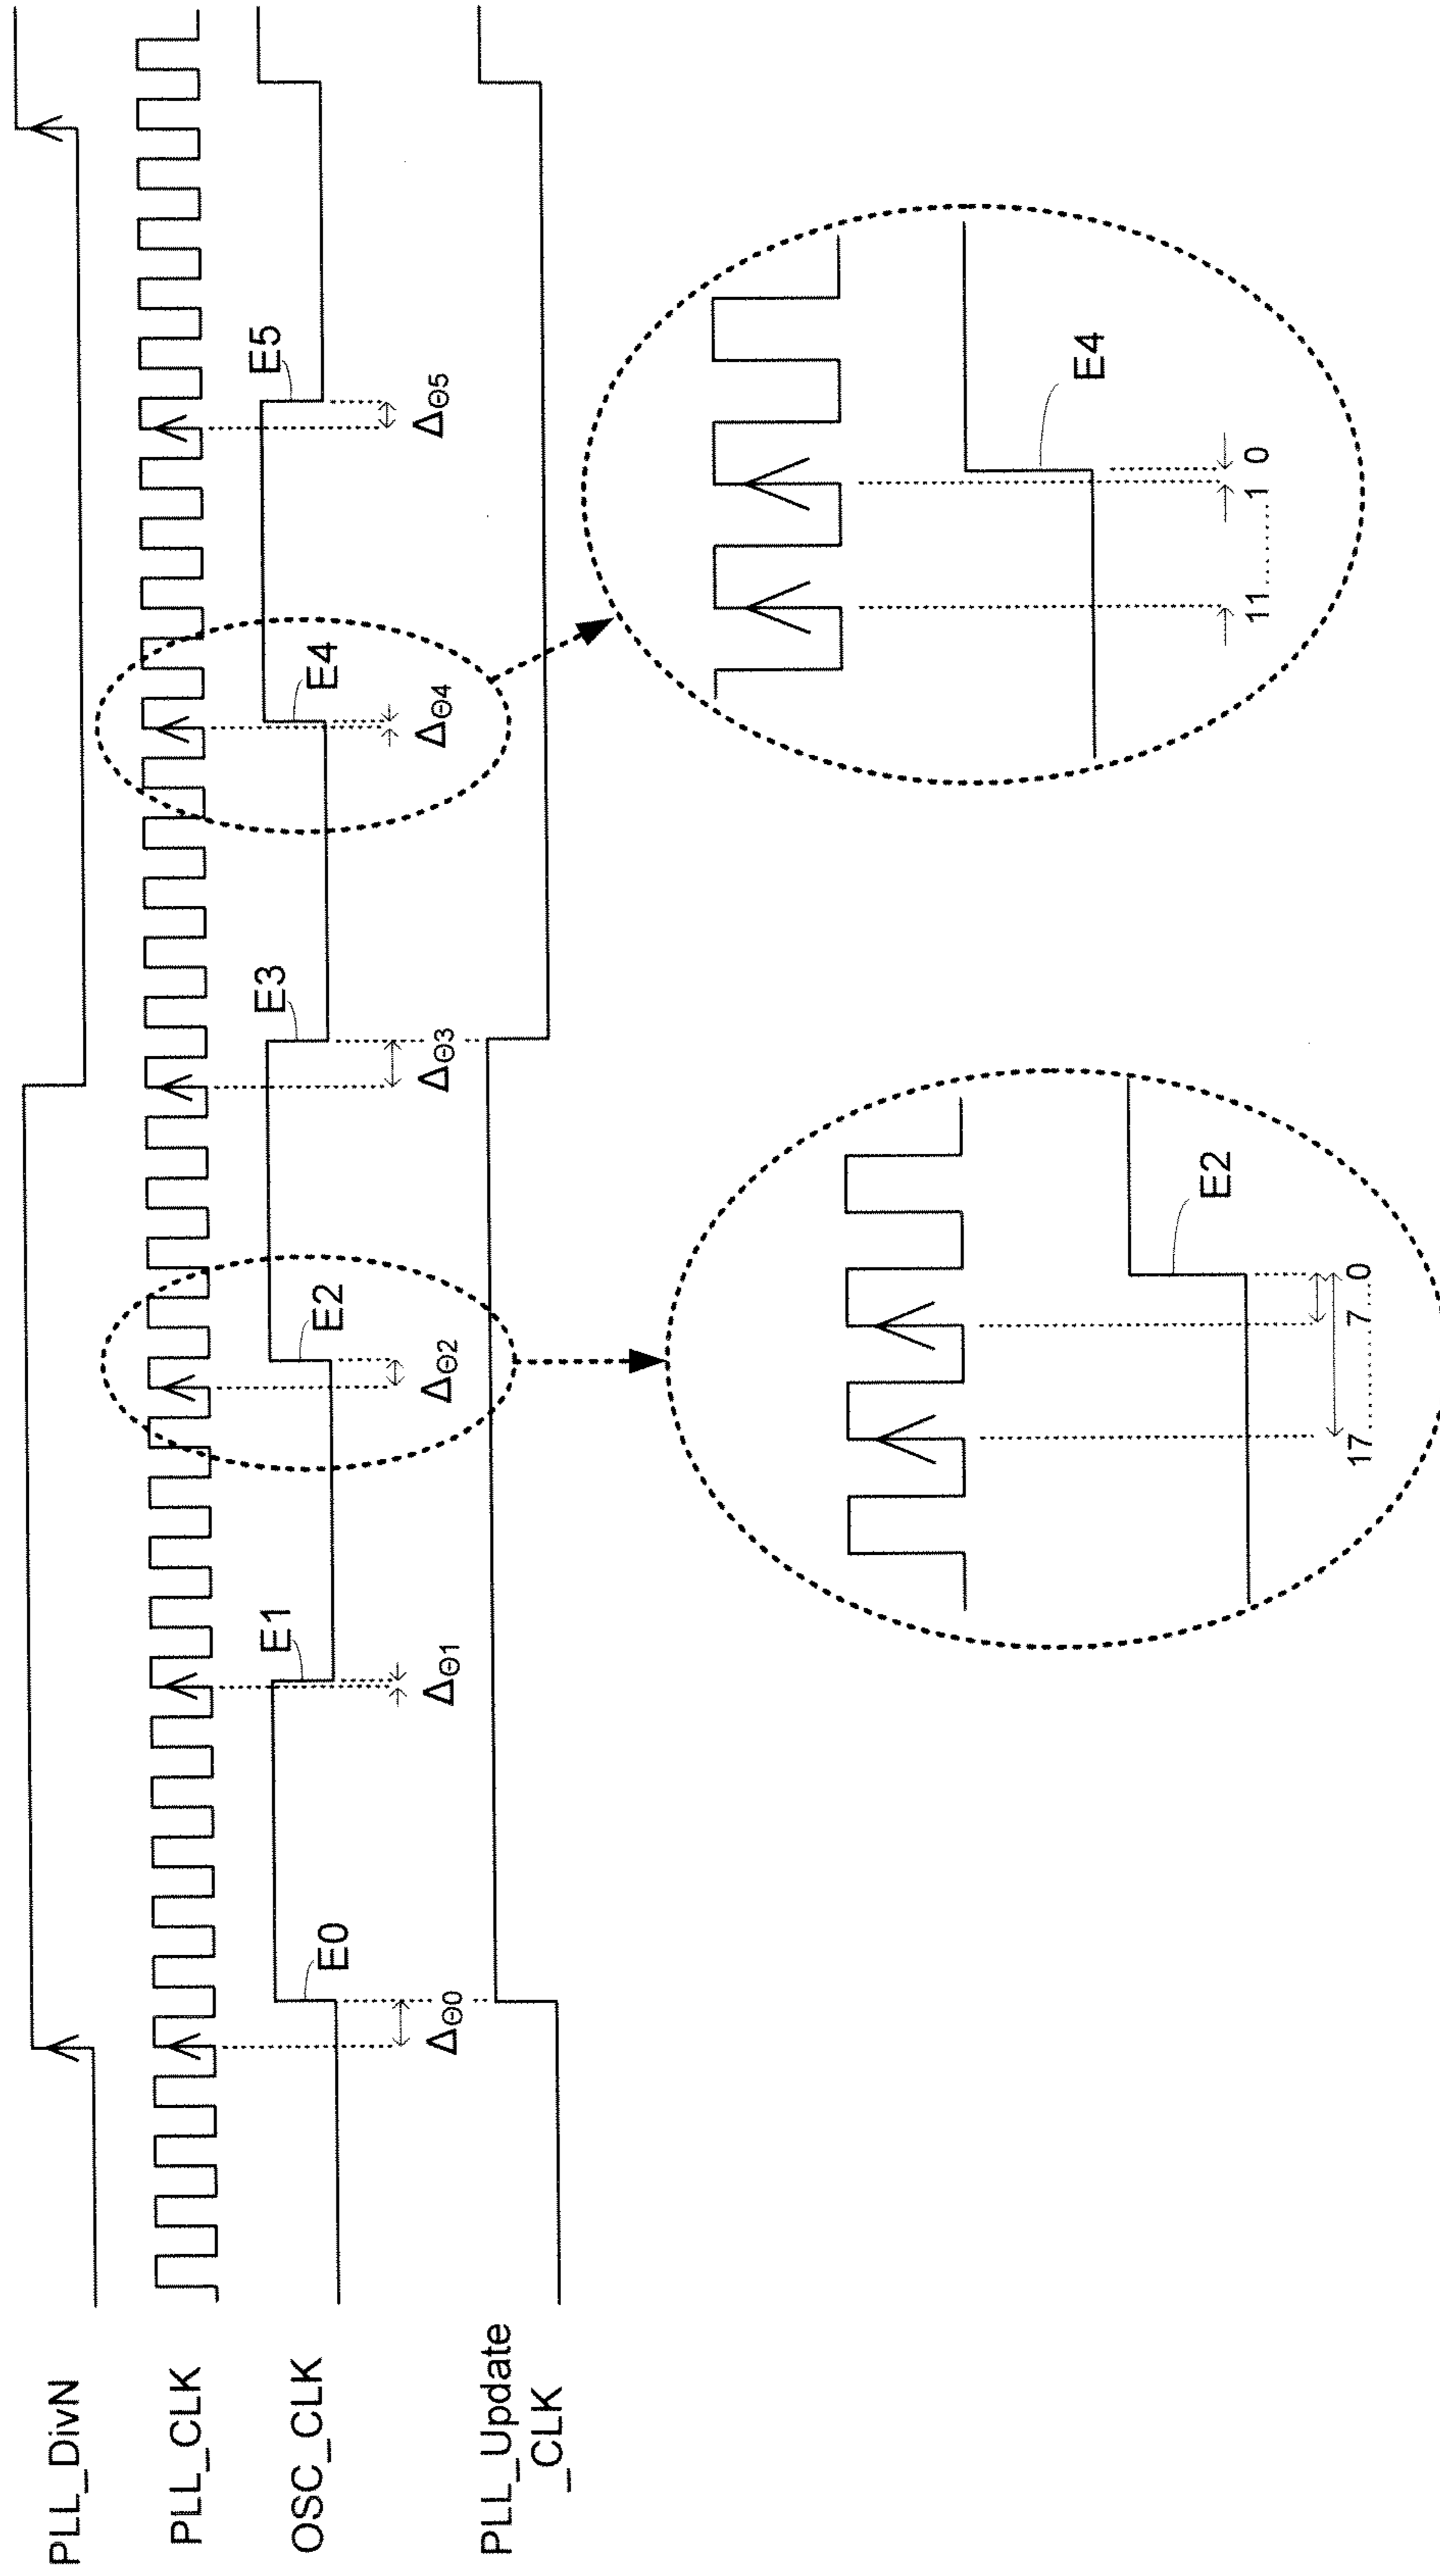 PLL_DivN
PLL_CLK
OSC_CLK
E0
E1
E2
E3
E4
E5
ΔΘ0
ΔΘ1
ΔΘ2
ΔΘ3
ΔΘ4
ΔΘ5
PLL_Update
_CLK
E2
17........7....0
E4
11........1 0